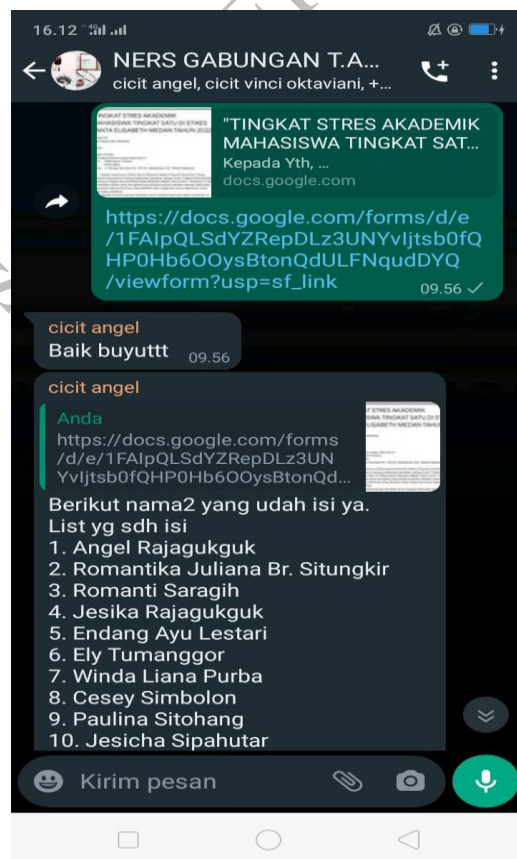 16.12
NERS GABUNGAN T.A...
cicit angel, cicit vinci oktaviani, +...
"TINGKAT STRES AKADEMIK
MAHASISWA TINGKAT SAT...
Kepada Yth, ...
docs.google.com
https://docs.google.com/forms/d/e
/1FAIpQLSdYZRepDLz3UNYvIjtsb0fQ
HP0Hb6OOysBtonQdULFNqudDYQ
/viewform?usp=sf_link
09.56
cicit angel
Baik buyuttt
09.56
cicit angel
Anda
https://docs.google.com/forms
/d/e/1FAIpQLSdYZRepDLz3UN
YvIjtsb0fQHP0Hb6OOysBtonQd...
Berikut nama2 yang udah isi ya.
List yg sdh isi
1. Angel Rajagukguk
2. Romantika Juliana Br. Situngkir
3. Romanti Saragih
4. Jesika Rajagukguk
5. Endang Ayu Lestari
6. Ely Tumanggor
7. Winda Liana Purba
8. Cesey Simbolon
9. Paulina Sitohang
10. Jesicha Sipahutar
Kirim pesan